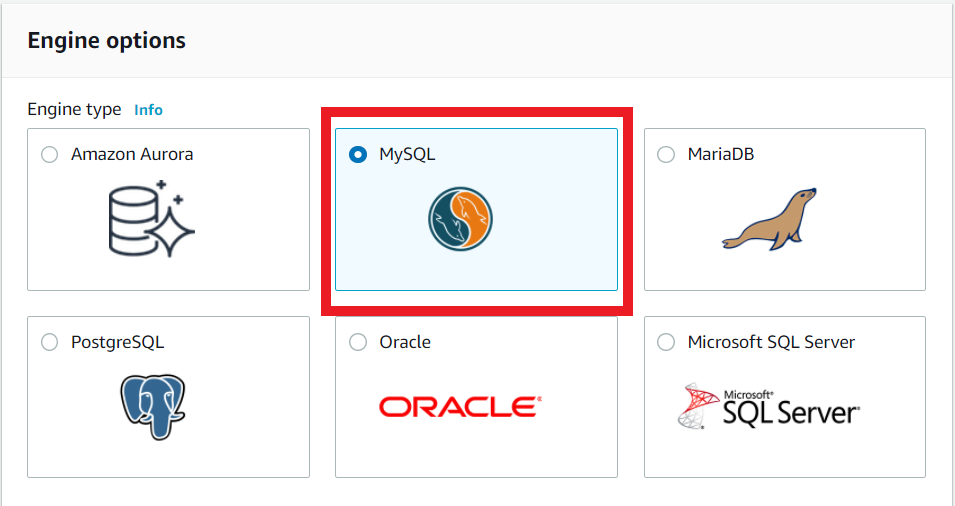 Engine options
Engine type Info
Amazon Aurora
MySQL
MariaDB
PostgreSQL
Oracle
ORACLE®
Microsoft SQL Server
Microsoft®
SQL Server®